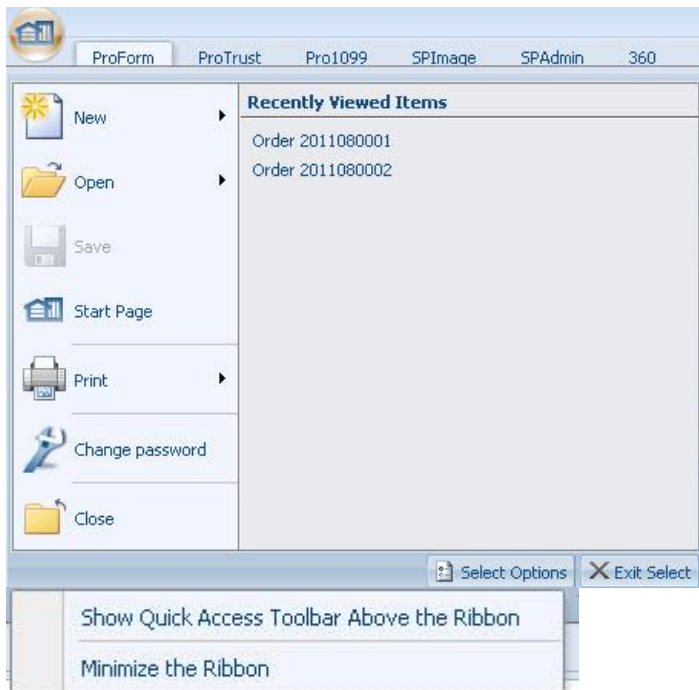 ProForm ProTrust Pro1099 SPImage SPAdmin 360
New
Open
Save
Start Page
Print
Change password
Close
Recently Viewed Items
Order 2011080001
Order 2011080002
Select Options Exit Select
Show Quick Access Toolbar Above the Ribbon
Minimize the Ribbon